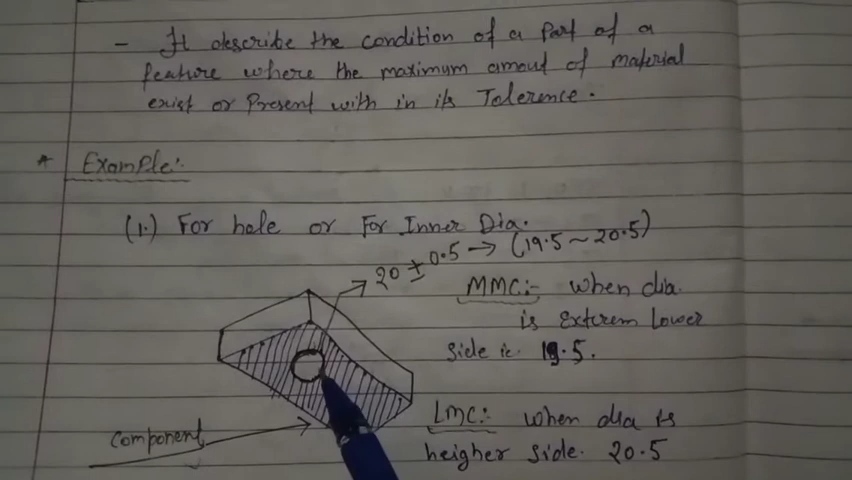 - It describe the condition of a Part of a
feature where the maximum amout of material
exist or Present with in its Tolerence.
* Example:
(1.) For hole or For Inner Dia.
20 ± 0.5 → (19.5 ~ 20.5)
MMC:- when dia
is Exterem Lower
side ie. 19.5.
LMC:- when dia is
heigher side. 20.5
Component